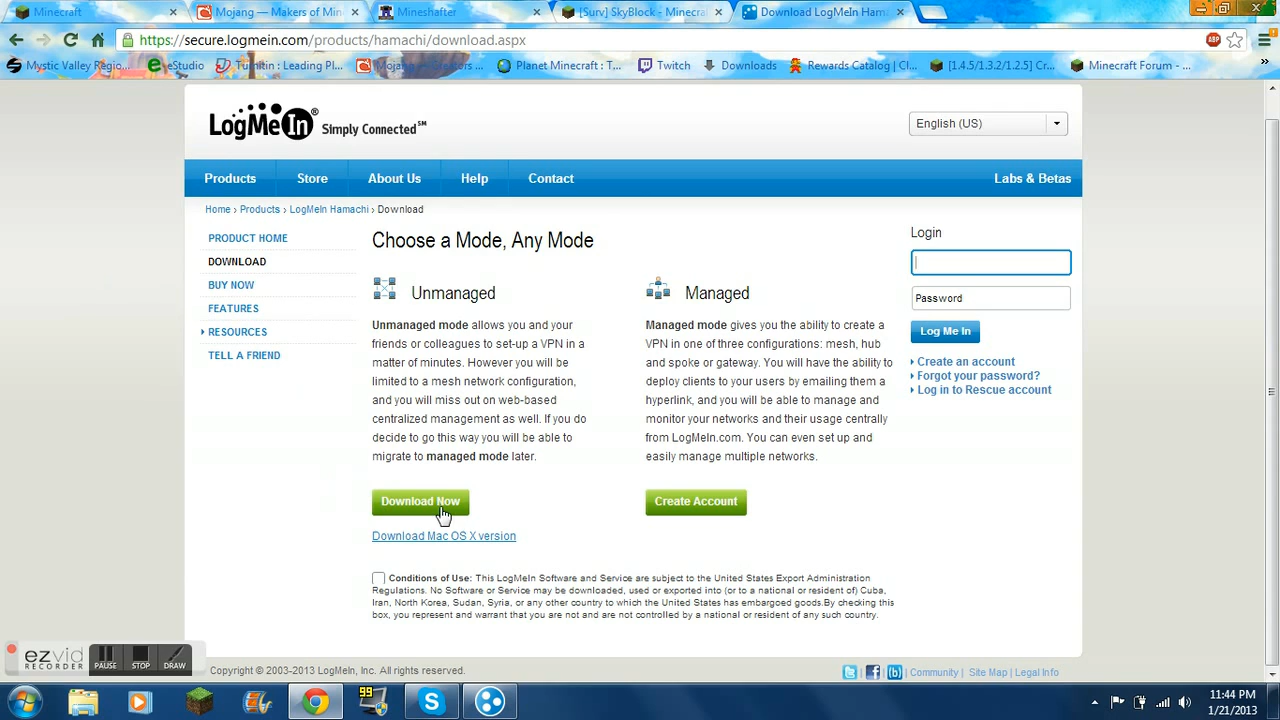 Minecraft
Mojang — Makers of Min
Mineshafter
[Surv] SkyBlock - Minecra
Download LogMeIn Ham
https://secure.logmein.com/products/hamachi/download.aspx
ABP
Mystic Valley Regio...
eStudio
Turnitin : Leading Pl...
Mojang — Creators ...
Planet Minecraft : T...
Twitch
Downloads
Rewards Catalog | Cl...
[1.4.5/1.3.2/1.2.5] Cr...
Minecraft Forum - ...
LogMeIn® Simply Connected℠
English (US)
Products
Store
About Us
Help
Contact
Labs & Betas
Home › Products › LogMeIn Hamachi › Download
PRODUCT HOME
DOWNLOAD
BUY NOW
FEATURES
RESOURCES
TELL A FRIEND
Choose a Mode, Any Mode
Unmanaged
Unmanaged mode allows you and your
friends or colleagues to set-up a VPN in a
matter of minutes. However you will be
limited to a mesh network configuration,
and you will miss out on web-based
centralized management as well. If you do
decide to go this way you will be able to
migrate to managed mode later.
Download Now
Download Mac OS X version
Managed
Managed mode gives you the ability to create a
VPN in one of three configurations: mesh, hub
and spoke or gateway. You will have the ability to
deploy clients to your users by emailing them a
hyperlink, and you will be able to manage and
monitor your networks and their usage centrally
from LogMeIn.com. You can even set up and
easily manage multiple networks.
Create Account
Login
Password
Log Me In
Create an account
Forgot your password?
Log in to Rescue account
Conditions of Use: This LogMeIn Software and Service are subject to the United States Export Administration
Regulations. No Software or Service may be downloaded, used or exported into (or to a national or resident of) Cuba,
Iran, North Korea, Sudan, Syria, or any other country to which the United States has embargoed goods.By checking this
box, you represent and warrant that you are not and are not controlled by a national or resident of any such country.
ezvid
RECORDER
PAUSE
STOP
DRAW
Copyright © 2003-2013 LogMeIn, Inc. All rights reserved.
Community | Site Map | Legal Info
99
11:44 PM
1/21/2013